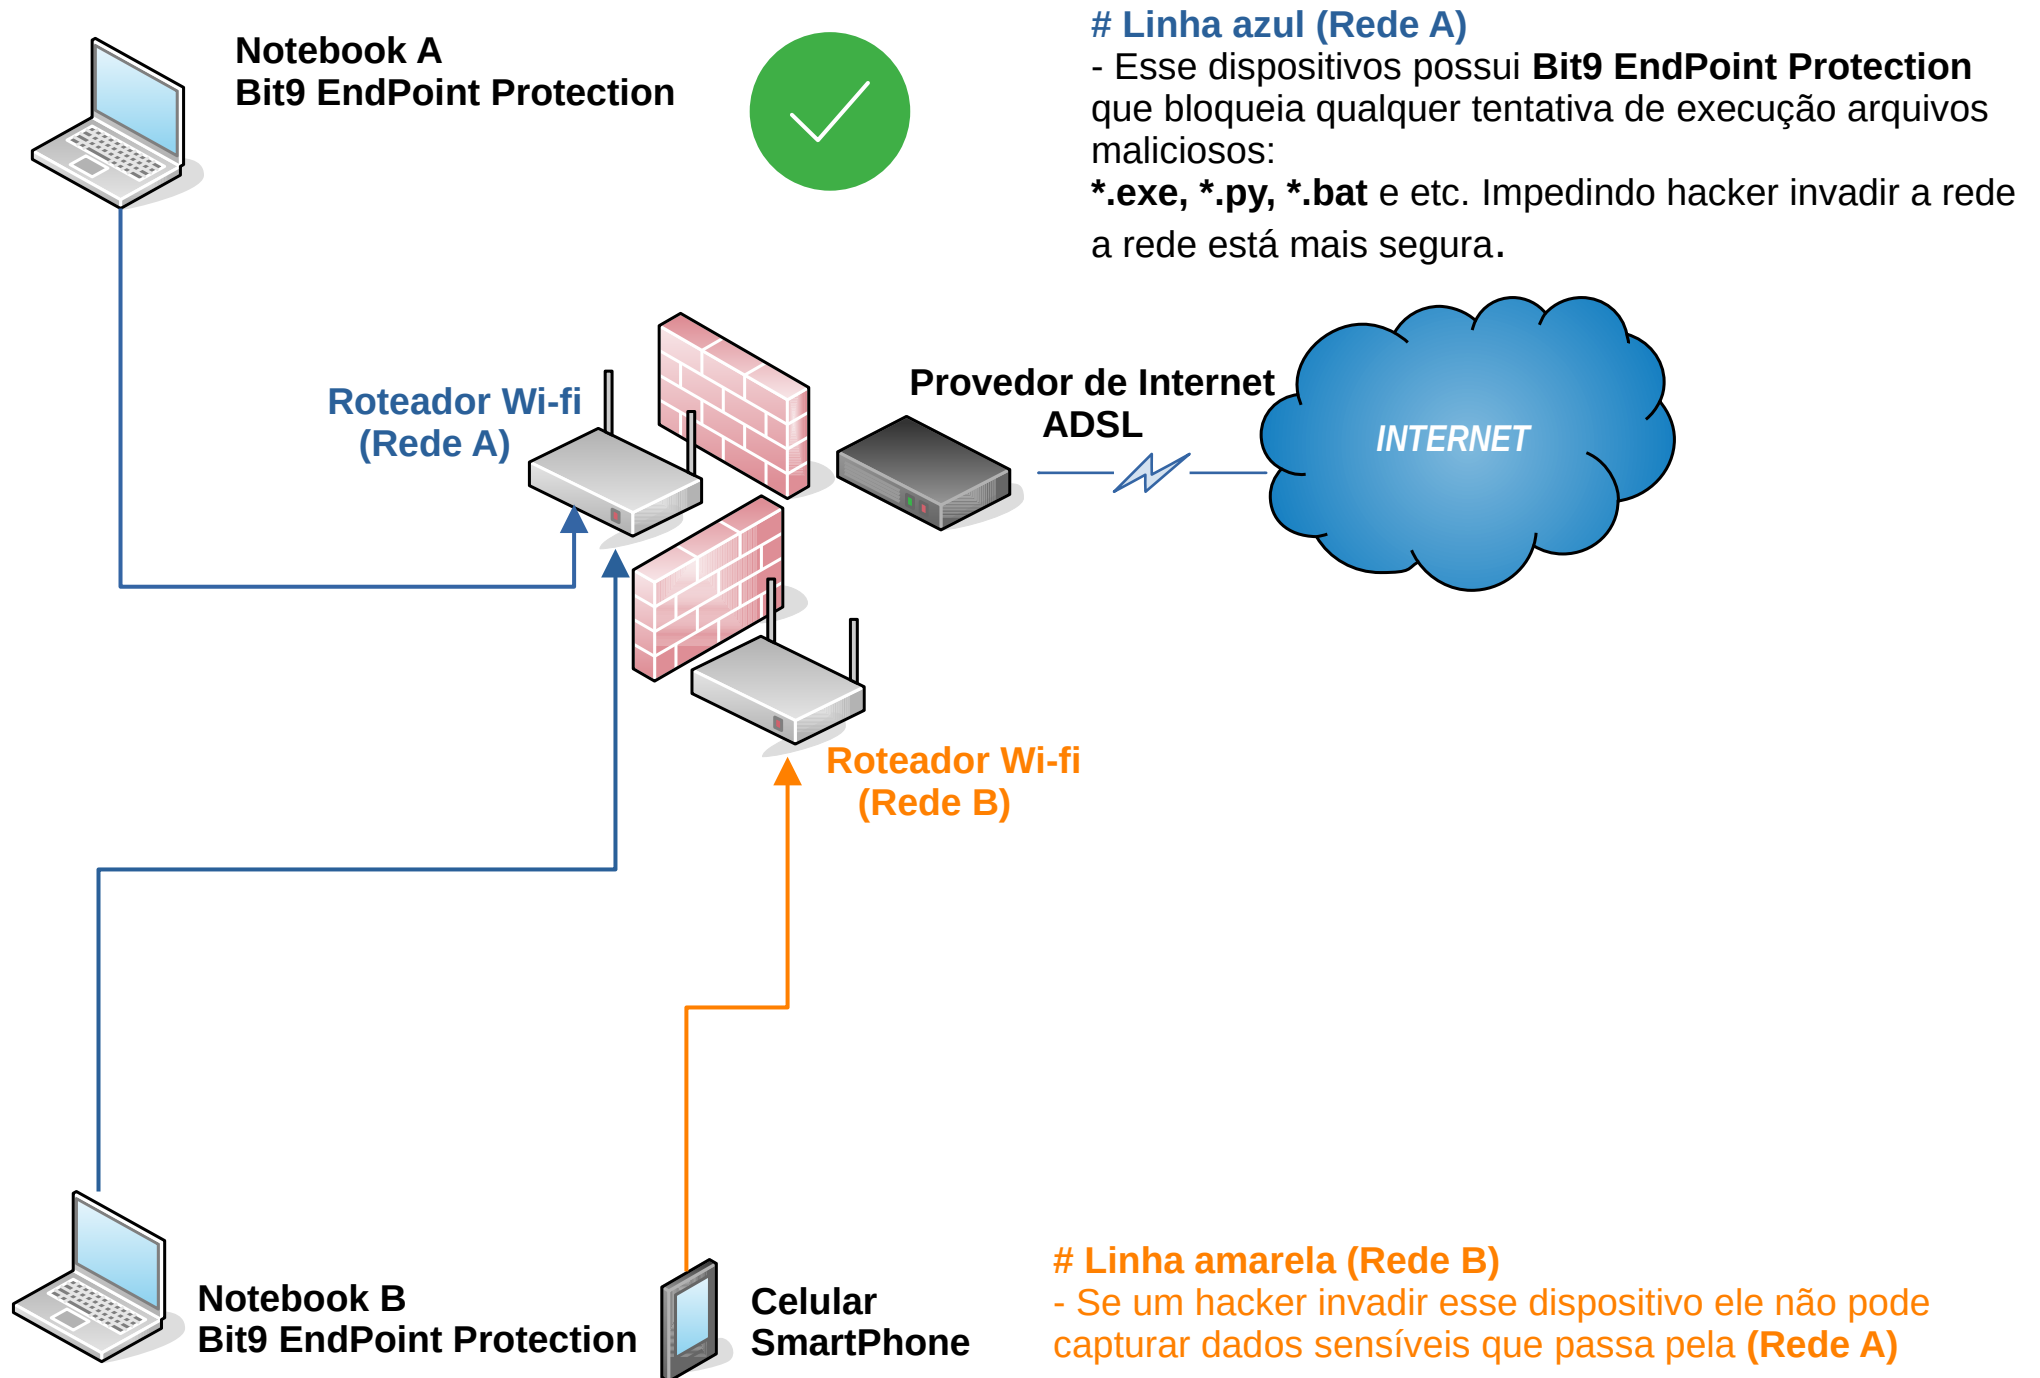 Notebook A
Bit9 EndPoint Protection
# Linha azul (Rede A)
- Esse dispositivos possui Bit9 EndPoint Protection
que bloqueia qualquer tentativa de execução arquivos
maliciosos:
*.exe, *.py, *.bat e etc. Impedindo hacker invadir a rede
a rede está mais segura.
Roteador Wi-fi
(Rede A)
Provedor de Internet
ADSL
INTERNET
Roteador Wi-fi
(Rede B)
Notebook B
Bit9 EndPoint Protection
Celular
SmartPhone
# Linha amarela (Rede B)
- Se um hacker invadir esse dispositivo ele não pode
capturar dados sensíveis que passa pela (Rede A)